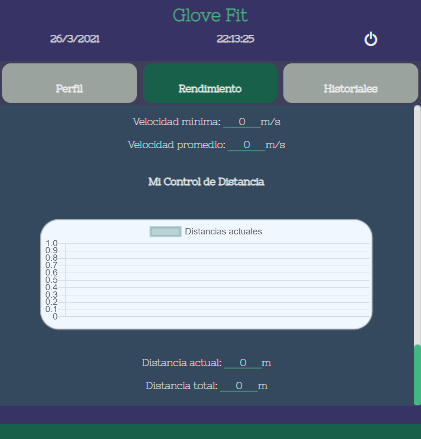 Glove Fit
26/3/2021 22:13:25
Perfil Rendimiento Historiales
Velocidad minima: 0 m/s
Velocidad promedio: 0 m/s
Mi Control de Distancia
Distancias actuales
1.0
0.9
0.8
0.7
0.6
0.5
0.4
0.3
0.2
0.1
0
Distancia actual: 0 m
Distancia total: 0 m